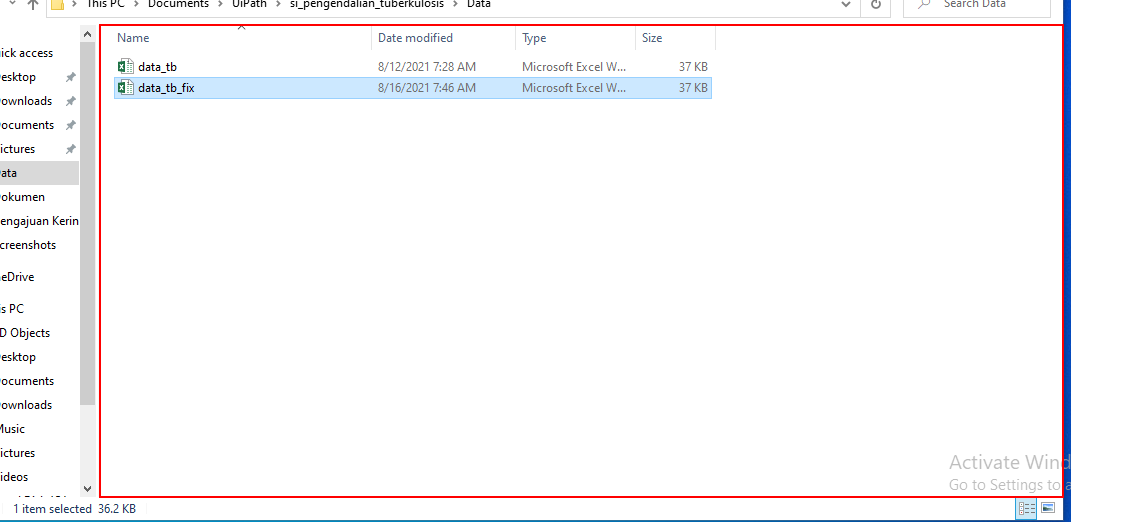 This PC > Documents > UiPath > si_pengendalian_tuberkulosis > Data
Search Data
Name Date modified Type Size
data_tb 8/12/2021 7:28 AM Microsoft Excel W... 37 KB
data_tb_fix 8/16/2021 7:46 AM Microsoft Excel W... 37 KB
uick access
esktop
ownloads
ocuments
ictures
ata
okumen
engajuan Kerin
creenshots
eDrive
is PC
D Objects
esktop
ocuments
ownloads
Music
ictures
ideos
Activate Wind
Go to Settings to a
1 item selected 36.2 KB